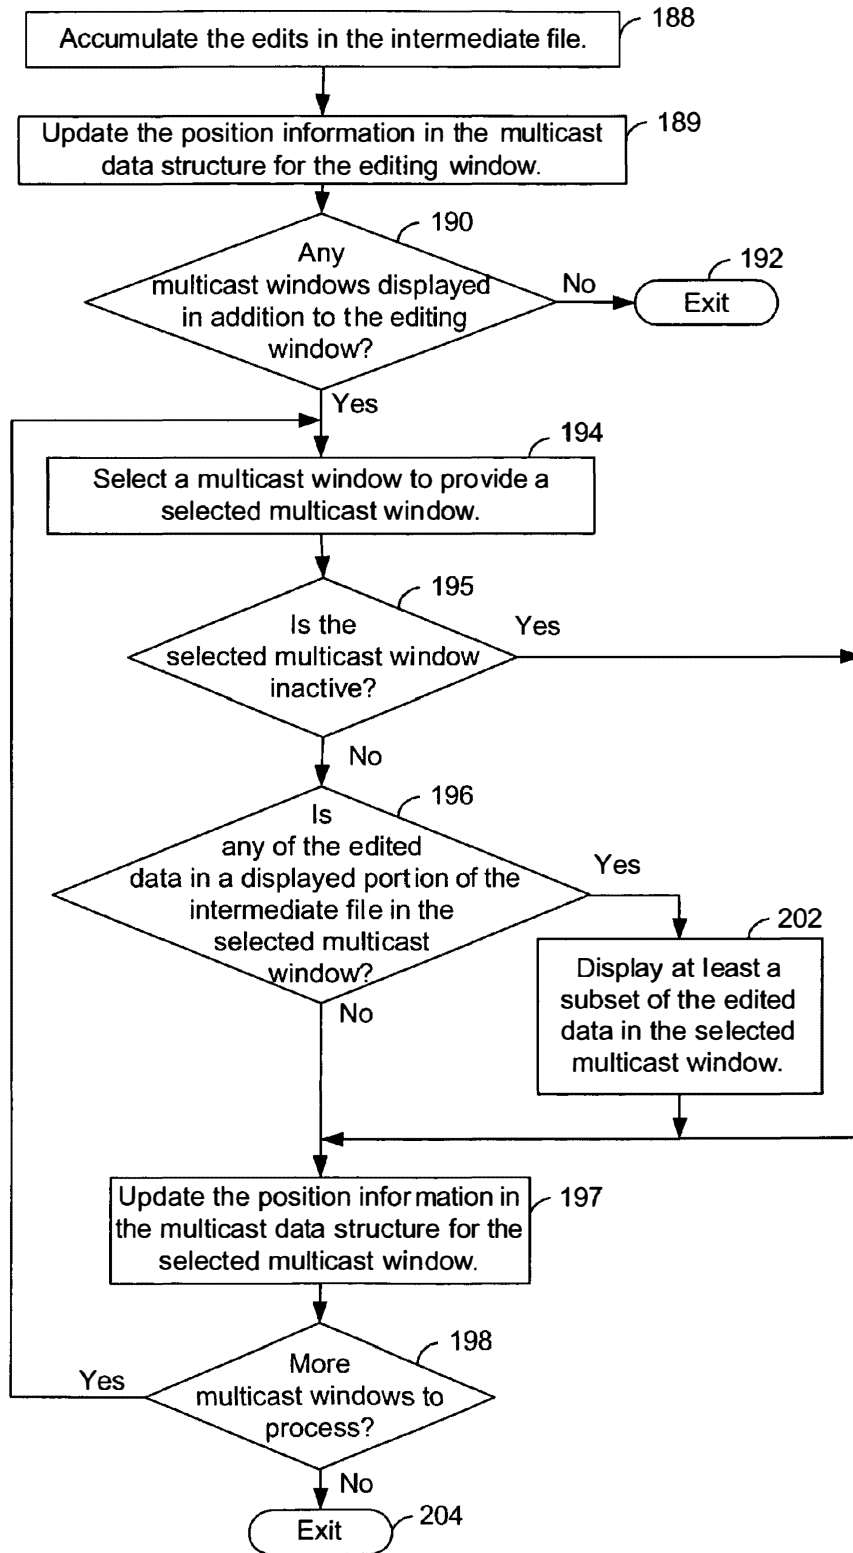 Accumulate the edits in the intermediate file.
188
Update the position information in the multicast
data structure for the editing window.
189
190
Any
multicast windows displayed
in addition to the editing
window?
No
192
Exit
Yes
194
Select a multicast window to provide a
selected multicast window.
195
Is the
selected multicast window
inactive?
Yes
No
196
Is
any of the edited
data in a displayed portion of the
intermediate file in the
selected multicast
window?
Yes
202
Display at least a
subset of the edited
data in the selected
multicast window.
No
Update the position information in
the multicast data structure for the
selected multicast window.
197
198
More
multicast windows to
process?
Yes
No
Exit
204